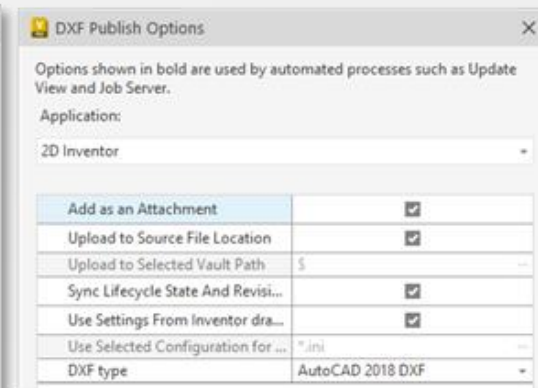 DXF Publish Options
Options shown in bold are used by automated processes such as Update
View and Job Server.
Application:
2D Inventor
Add as an Attachment
Upload to Source File Location
Upload to Selected Vault Path $
Sync Lifecycle State And Revisi...
Use Settings From Inventor dra...
Use Selected Configuration for ... *.ini
DXF type AutoCAD 2018 DXF